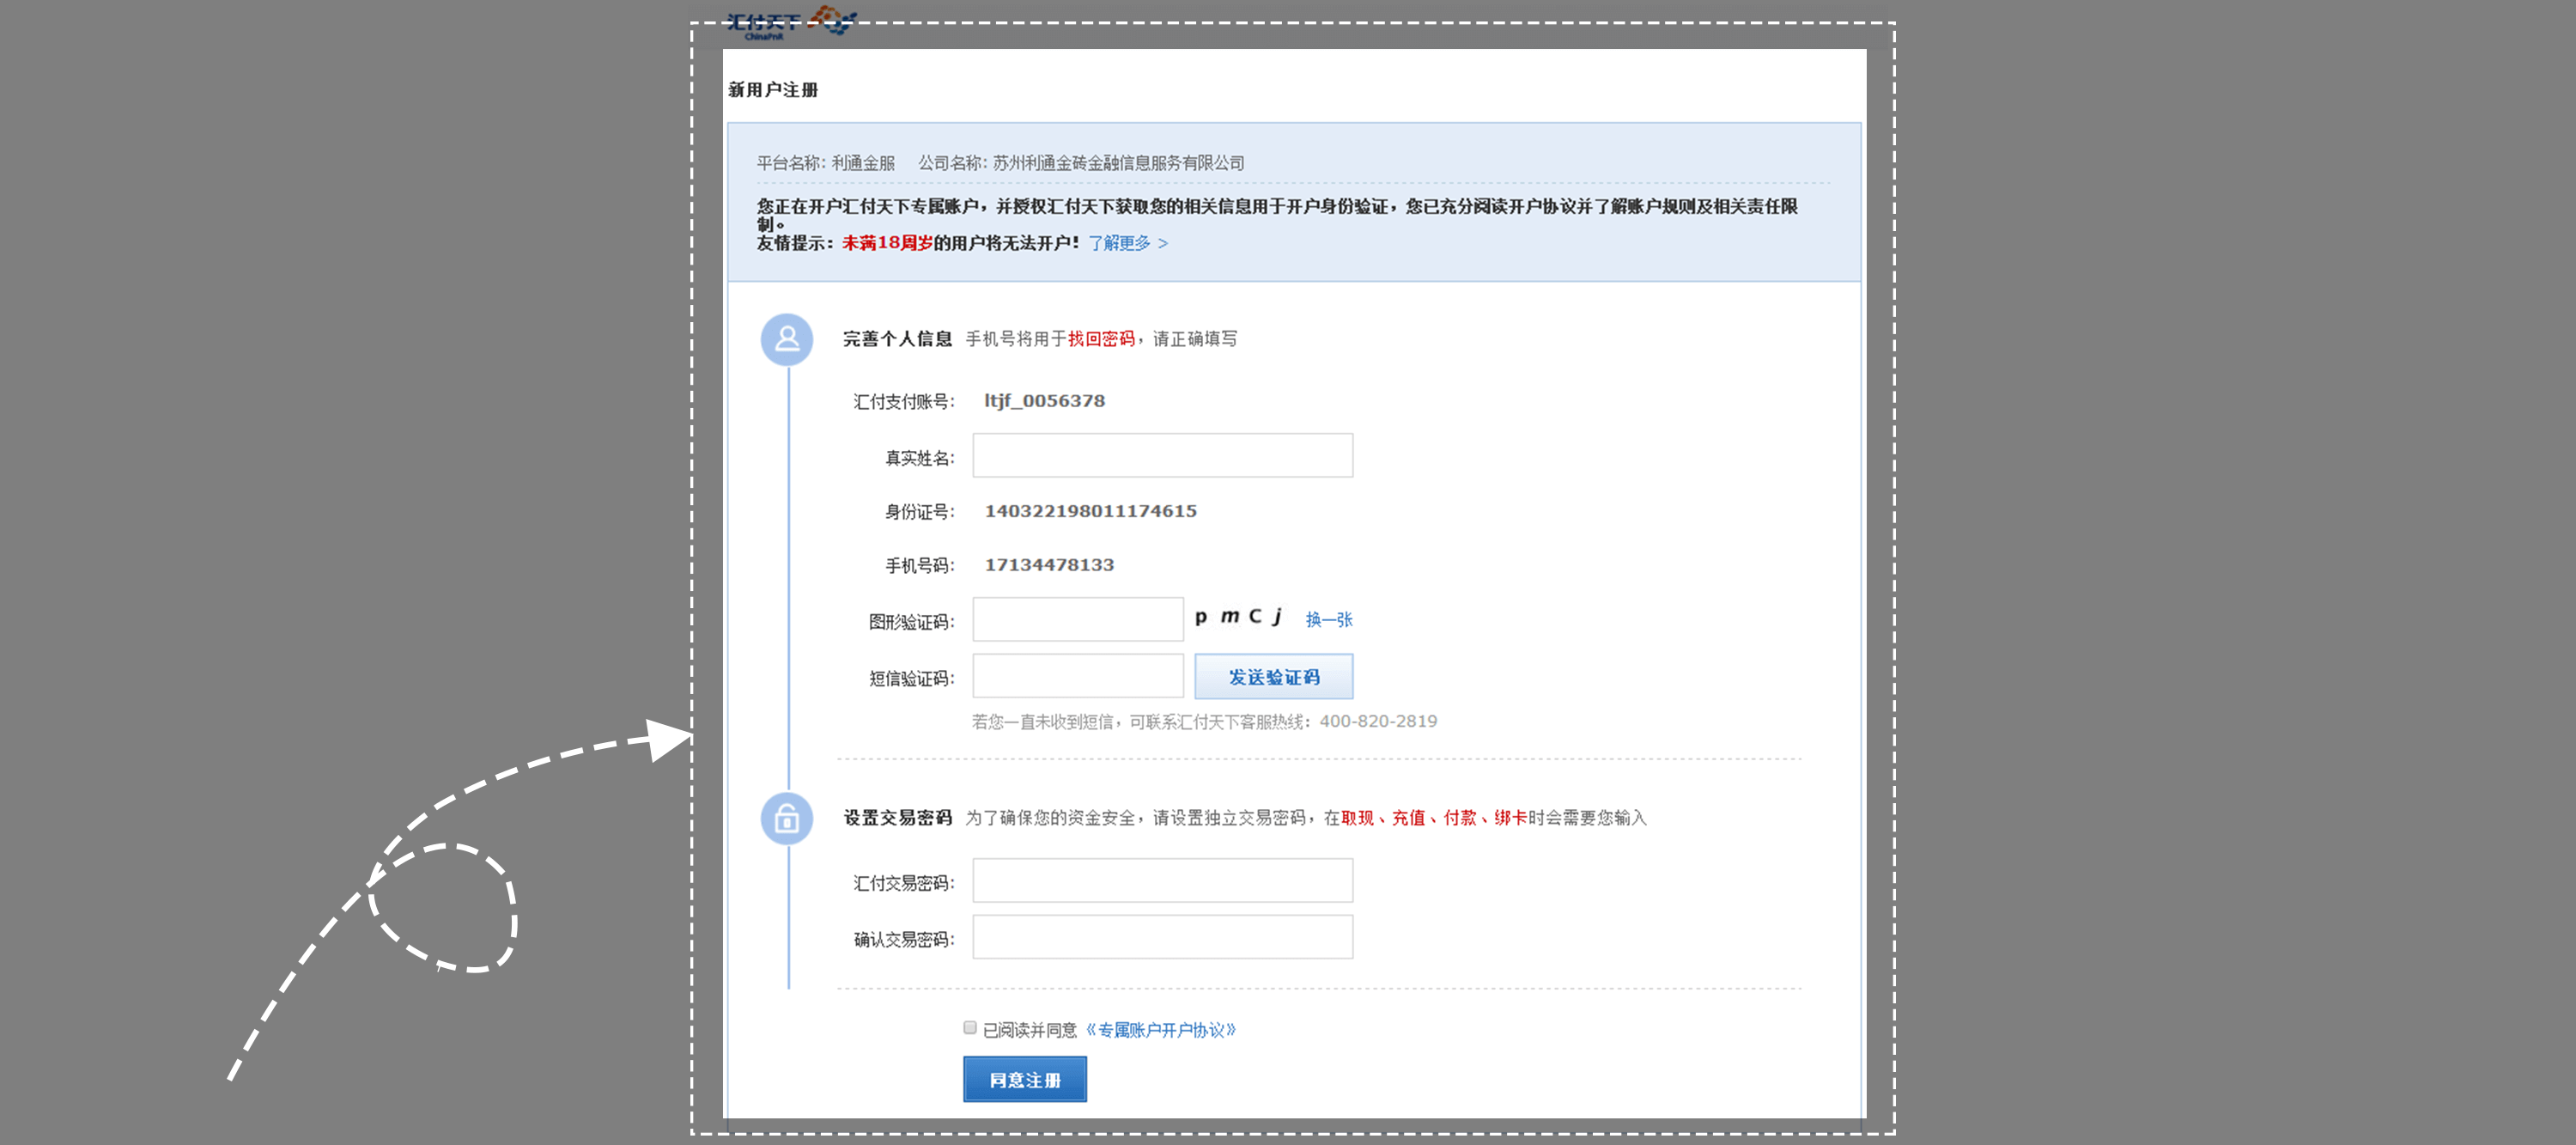 汇付天下
ChinaPnR
新用户注册
平台名称：利通金服 公司名称：苏州利通金砖金融信息服务有限公司
您正在开户汇付天下专属账户，并授权汇付天下获取您的相关信息用于开户身份验证，您已充分阅读开户协议并了解账户规则及相关责任限
制。
友情提示：未满18周岁的用户将无法开户！了解更多 >
完善个人信息 手机号将用于找回密码，请正确填写
汇付支付账号： ltjf_0056378
真实姓名：
身份证号： 140322198011174615
手机号码： 17134478133
图形验证码： p m C j 换一张
短信验证码： 发送验证码
若您一直未收到短信，可联系汇付天下客服热线：400-820-2819
设置交易密码 为了确保您的资金安全，请设置独立交易密码，在取现、充值、付款、绑卡时会需要您输入
汇付交易密码：
确认交易密码：
已阅读并同意《专属账户开户协议》
同意注册